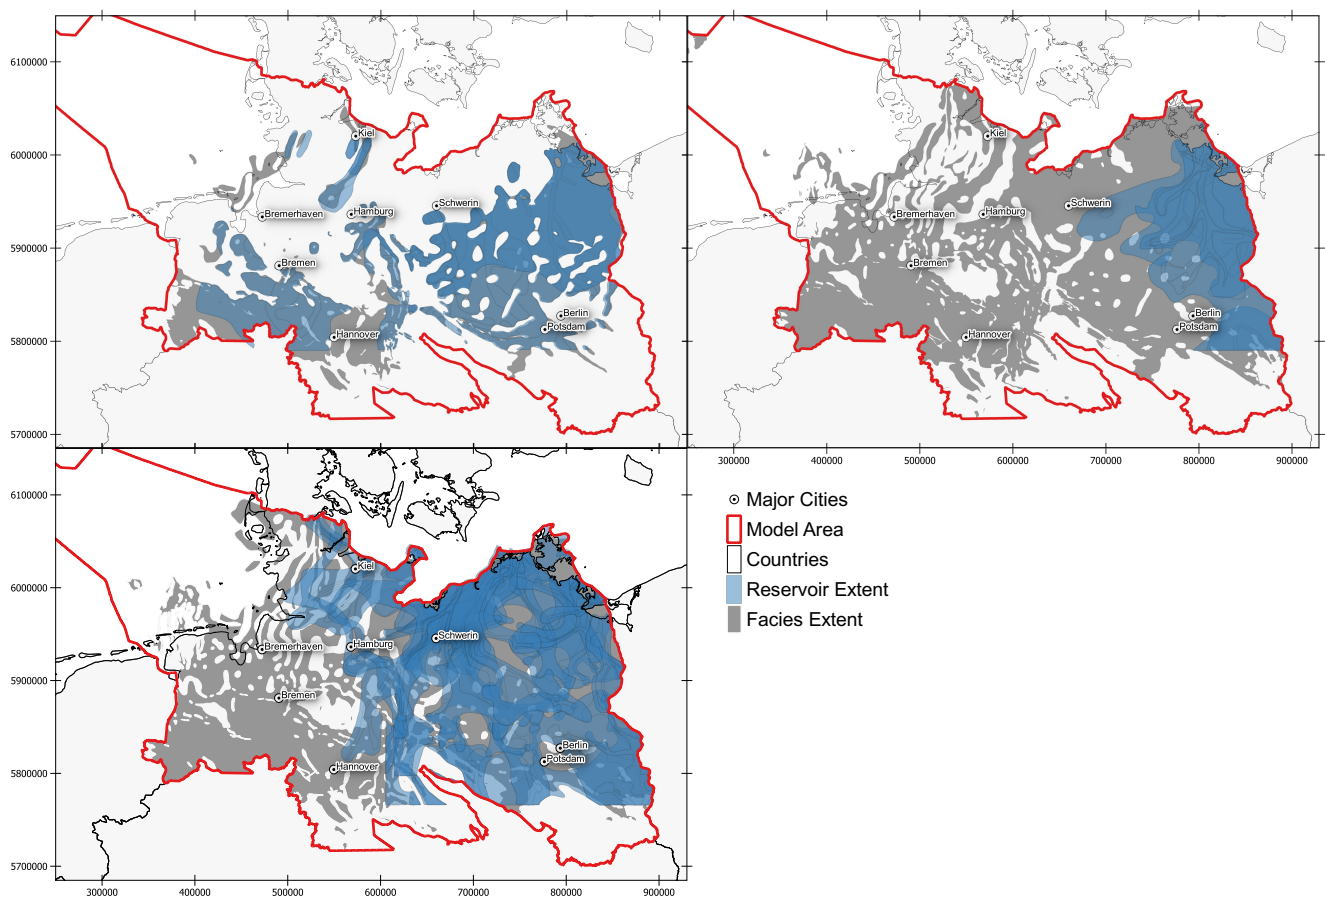 6100000
6000000
5900000
5800000
5700000
Kiel
Schwerin
Hamburg
Bremerhaven
Bremen
Berlin
Potsdam
Hannover
Kiel
Schwerin
Hamburg
Bremerhaven
Bremen
Berlin
Potsdam
Hannover
300000 400000 500000 600000 700000 800000 900000
6100000
6000000
5900000
5800000
5700000
Kiel
Schwerin
Hamburg
Bremerhaven
Bremen
Berlin
Potsdam
Hannover
300000 400000 500000 600000 700000 800000 900000
Major Cities
Model Area
Countries
Reservoir Extent
Facies Extent